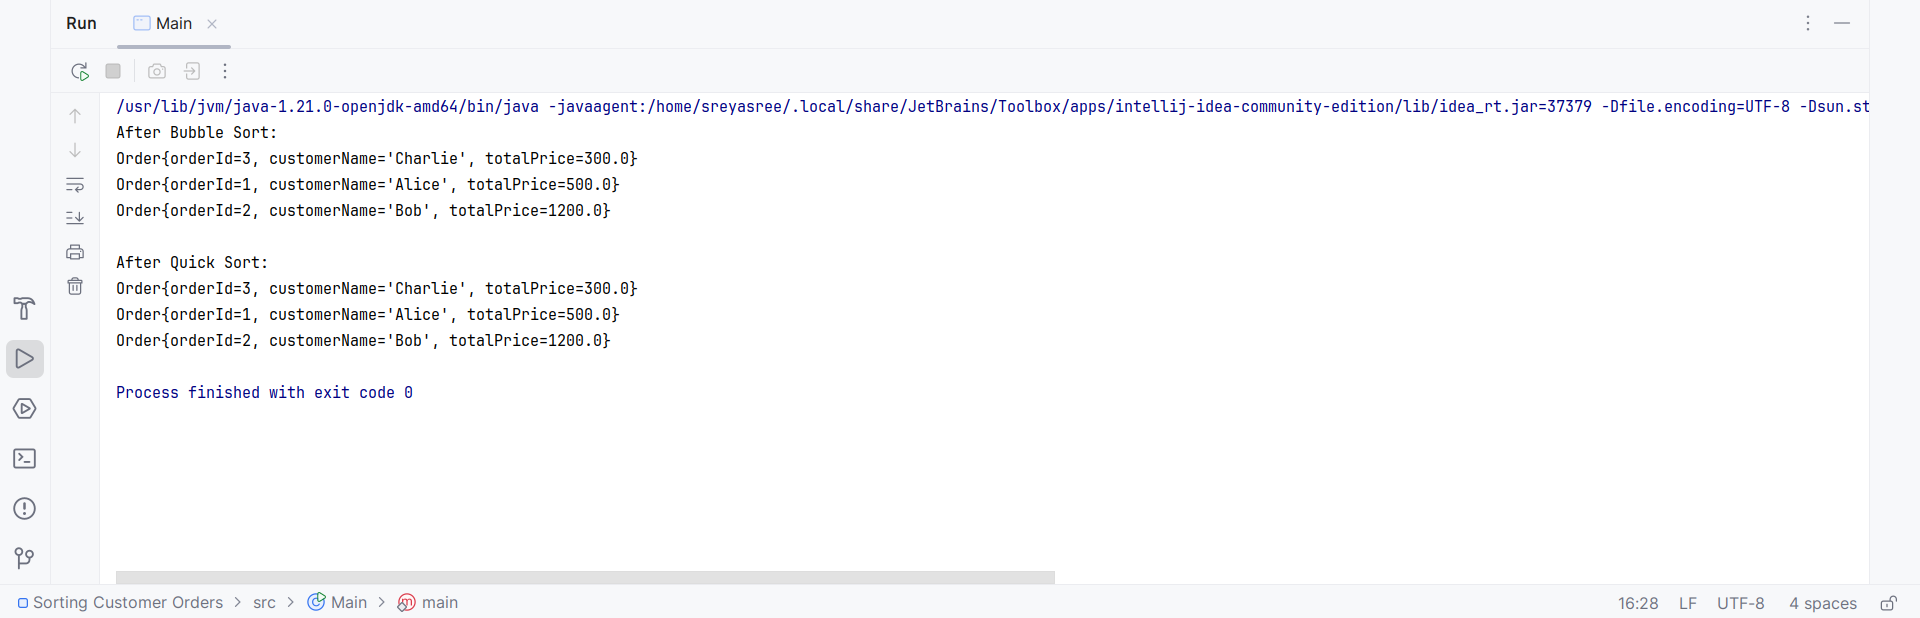 Run Main
/usr/lib/jvm/java-1.21.0-openjdk-amd64/bin/java -javaagent:/home/sreyasree/.local/share/JetBrains/Toolbox/apps/intellij-idea-community-edition/lib/idea_rt.jar=37379 -Dfile.encoding=UTF-8 -Dsun.st
After Bubble Sort:
Order{orderId=3, customerName='Charlie', totalPrice=300.0}
Order{orderId=1, customerName='Alice', totalPrice=500.0}
Order{orderId=2, customerName='Bob', totalPrice=1200.0}
After Quick Sort:
Order{orderId=3, customerName='Charlie', totalPrice=300.0}
Order{orderId=1, customerName='Alice', totalPrice=500.0}
Order{orderId=2, customerName='Bob', totalPrice=1200.0}
Process finished with exit code 0
Sorting Customer Orders > src > Main > main 16:28 LF UTF-8 4 spaces